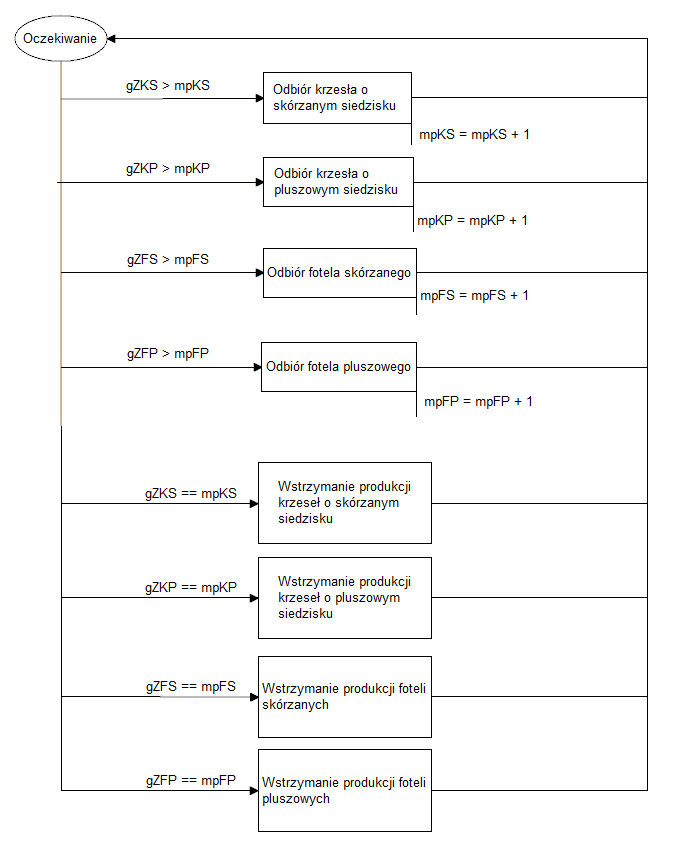 Oczekiwanie
gZKS > mpKS
Odbiór krzesła o
skórzanym siedzisku
mpKS = mpKS + 1
gZKP > mpKP
Odbiór krzesła o
pluszowym siedzisku
mpKP = mpKP + 1
gZFS > mpFS
Odbiór fotela skórzanego
mpFS = mpFS + 1
gZFP > mpFP
Odbiór fotela pluszowego
mpFP = mpFP + 1
gZKS == mpKS
Wstrzymanie produkcji
krzeseł o skórzanym
siedzisku
gZKP == mpKP
Wstrzymanie produkcji
krzeseł o pluszowym
siedzisku
gZFS == mpFS
Wstrzymanie produkcji foteli
skórzanych
gZFP == mpFP
Wstrzymanie produkcji foteli
pluszowych